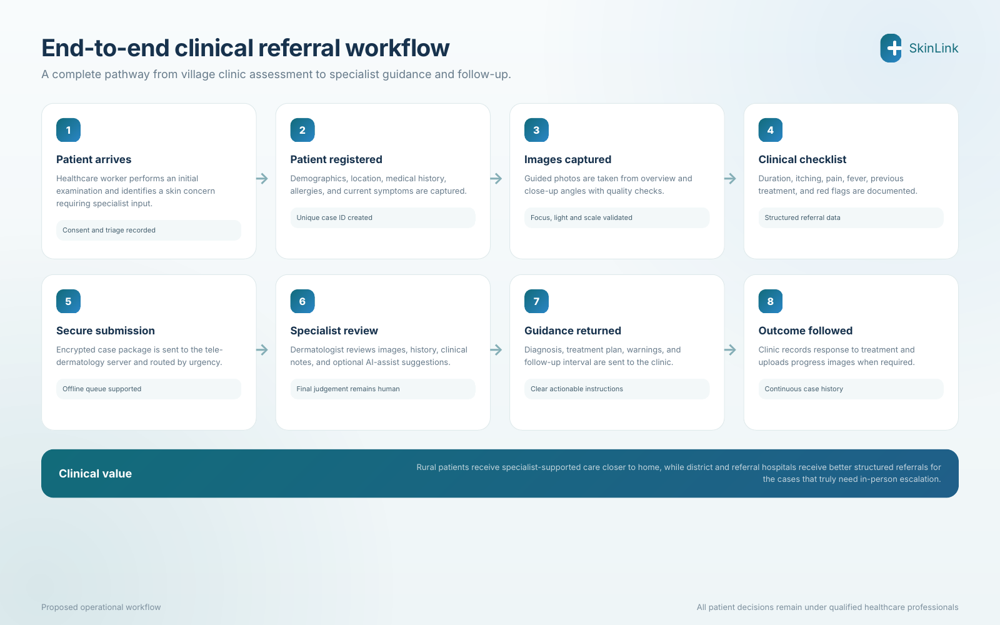 End-to-end clinical referral workflow
SkinLink
A complete pathway from village clinic assessment to specialist guidance and follow-up.
1
Patient arrives
Healthcare worker performs an initial
examination and identifies a skin concern
requiring specialist input.
Consent and triage recorded
2
Patient registered
Demographics, location, medical history,
allergies, and current symptoms are captured.
Unique case ID created
3
Images captured
Guided photos are taken from overview and
close-up angles with quality checks.
Focus, light and scale validated
4
Clinical checklist
Duration, itching, pain, fever, previous
treatment, and red flags are documented.
Structured referral data
5
Secure submission
Encrypted case package is sent to the tele-
dermatology server and routed by urgency.
Offline queue supported
6
Specialist review
Dermatologist reviews images, history, clinical
notes, and optional AI-assist suggestions.
Final judgement remains human
7
Guidance returned
Diagnosis, treatment plan, warnings, and
follow-up interval are sent to the clinic.
Clear actionable instructions
8
Outcome followed
Clinic records response to treatment and
uploads progress images when required.
Continuous case history
Clinical value
Rural patients receive specialist-supported care closer to home, while district and referral hospitals receive better structured referrals for
the cases that truly need in-person escalation.
Proposed operational workflow
All patient decisions remain under qualified healthcare professionals